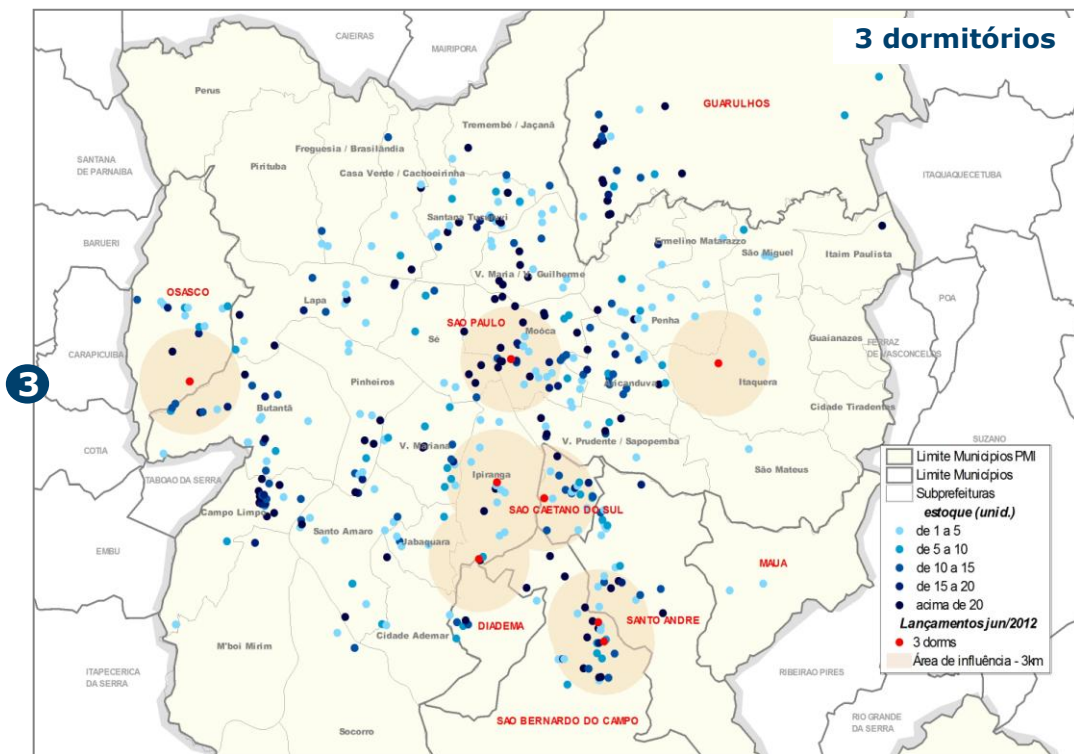 3 dormitórios
CAIEIRAS
MAIRIPORA
Perus
GUARULHOS
Tremembé / Jaçanã
Freguesia / Brasilândia
SANTANA
DE PARNAIBA
Pirituba
Casa Verde / Cachoeirinha
ITAQUAQUECETUBA
Santana Tucuruvi
BARUERI
Ermelino Matarazzo
São Miguel
Itaim Paulista
V. Maria / V. Guilherme
OSASCO
Lapa
POA
SAO PAULO
Moóca
Penha
Sé
Guaianazes
FERRAZ
DE VASCONCELOS
CARAPICUIBA
3
Pinheiros
Aricanduva
Itaquera
Butantã
Cidade Tiradentes
COTIA
V. Mariana
V. Prudente / Sapopemba
SUZANO
TABOAO DA SERRA
Ipiranga
São Mateus
Campo Limpo
SAO CAETANO DO SUL
Santo Amaro
Jabaquara
EMBU
MAUA
DIADEMA
SANTO ANDRE
Cidade Ademar
M'boi Mirim
ITAPECERICA
DA SERRA
RIBEIRAO PIRES
SAO BERNARDO DO CAMPO
RIO GRANDE
DA SERRA
Socorro
Limite Municipios PMI
Limite Municípios
Subprefeituras
estoque (unid.)
de 1 a 5
de 5 a 10
de 10 a 15
de 15 a 20
acima de 20
Lançamentos jun/2012
3 dorms
Área de influência - 3km